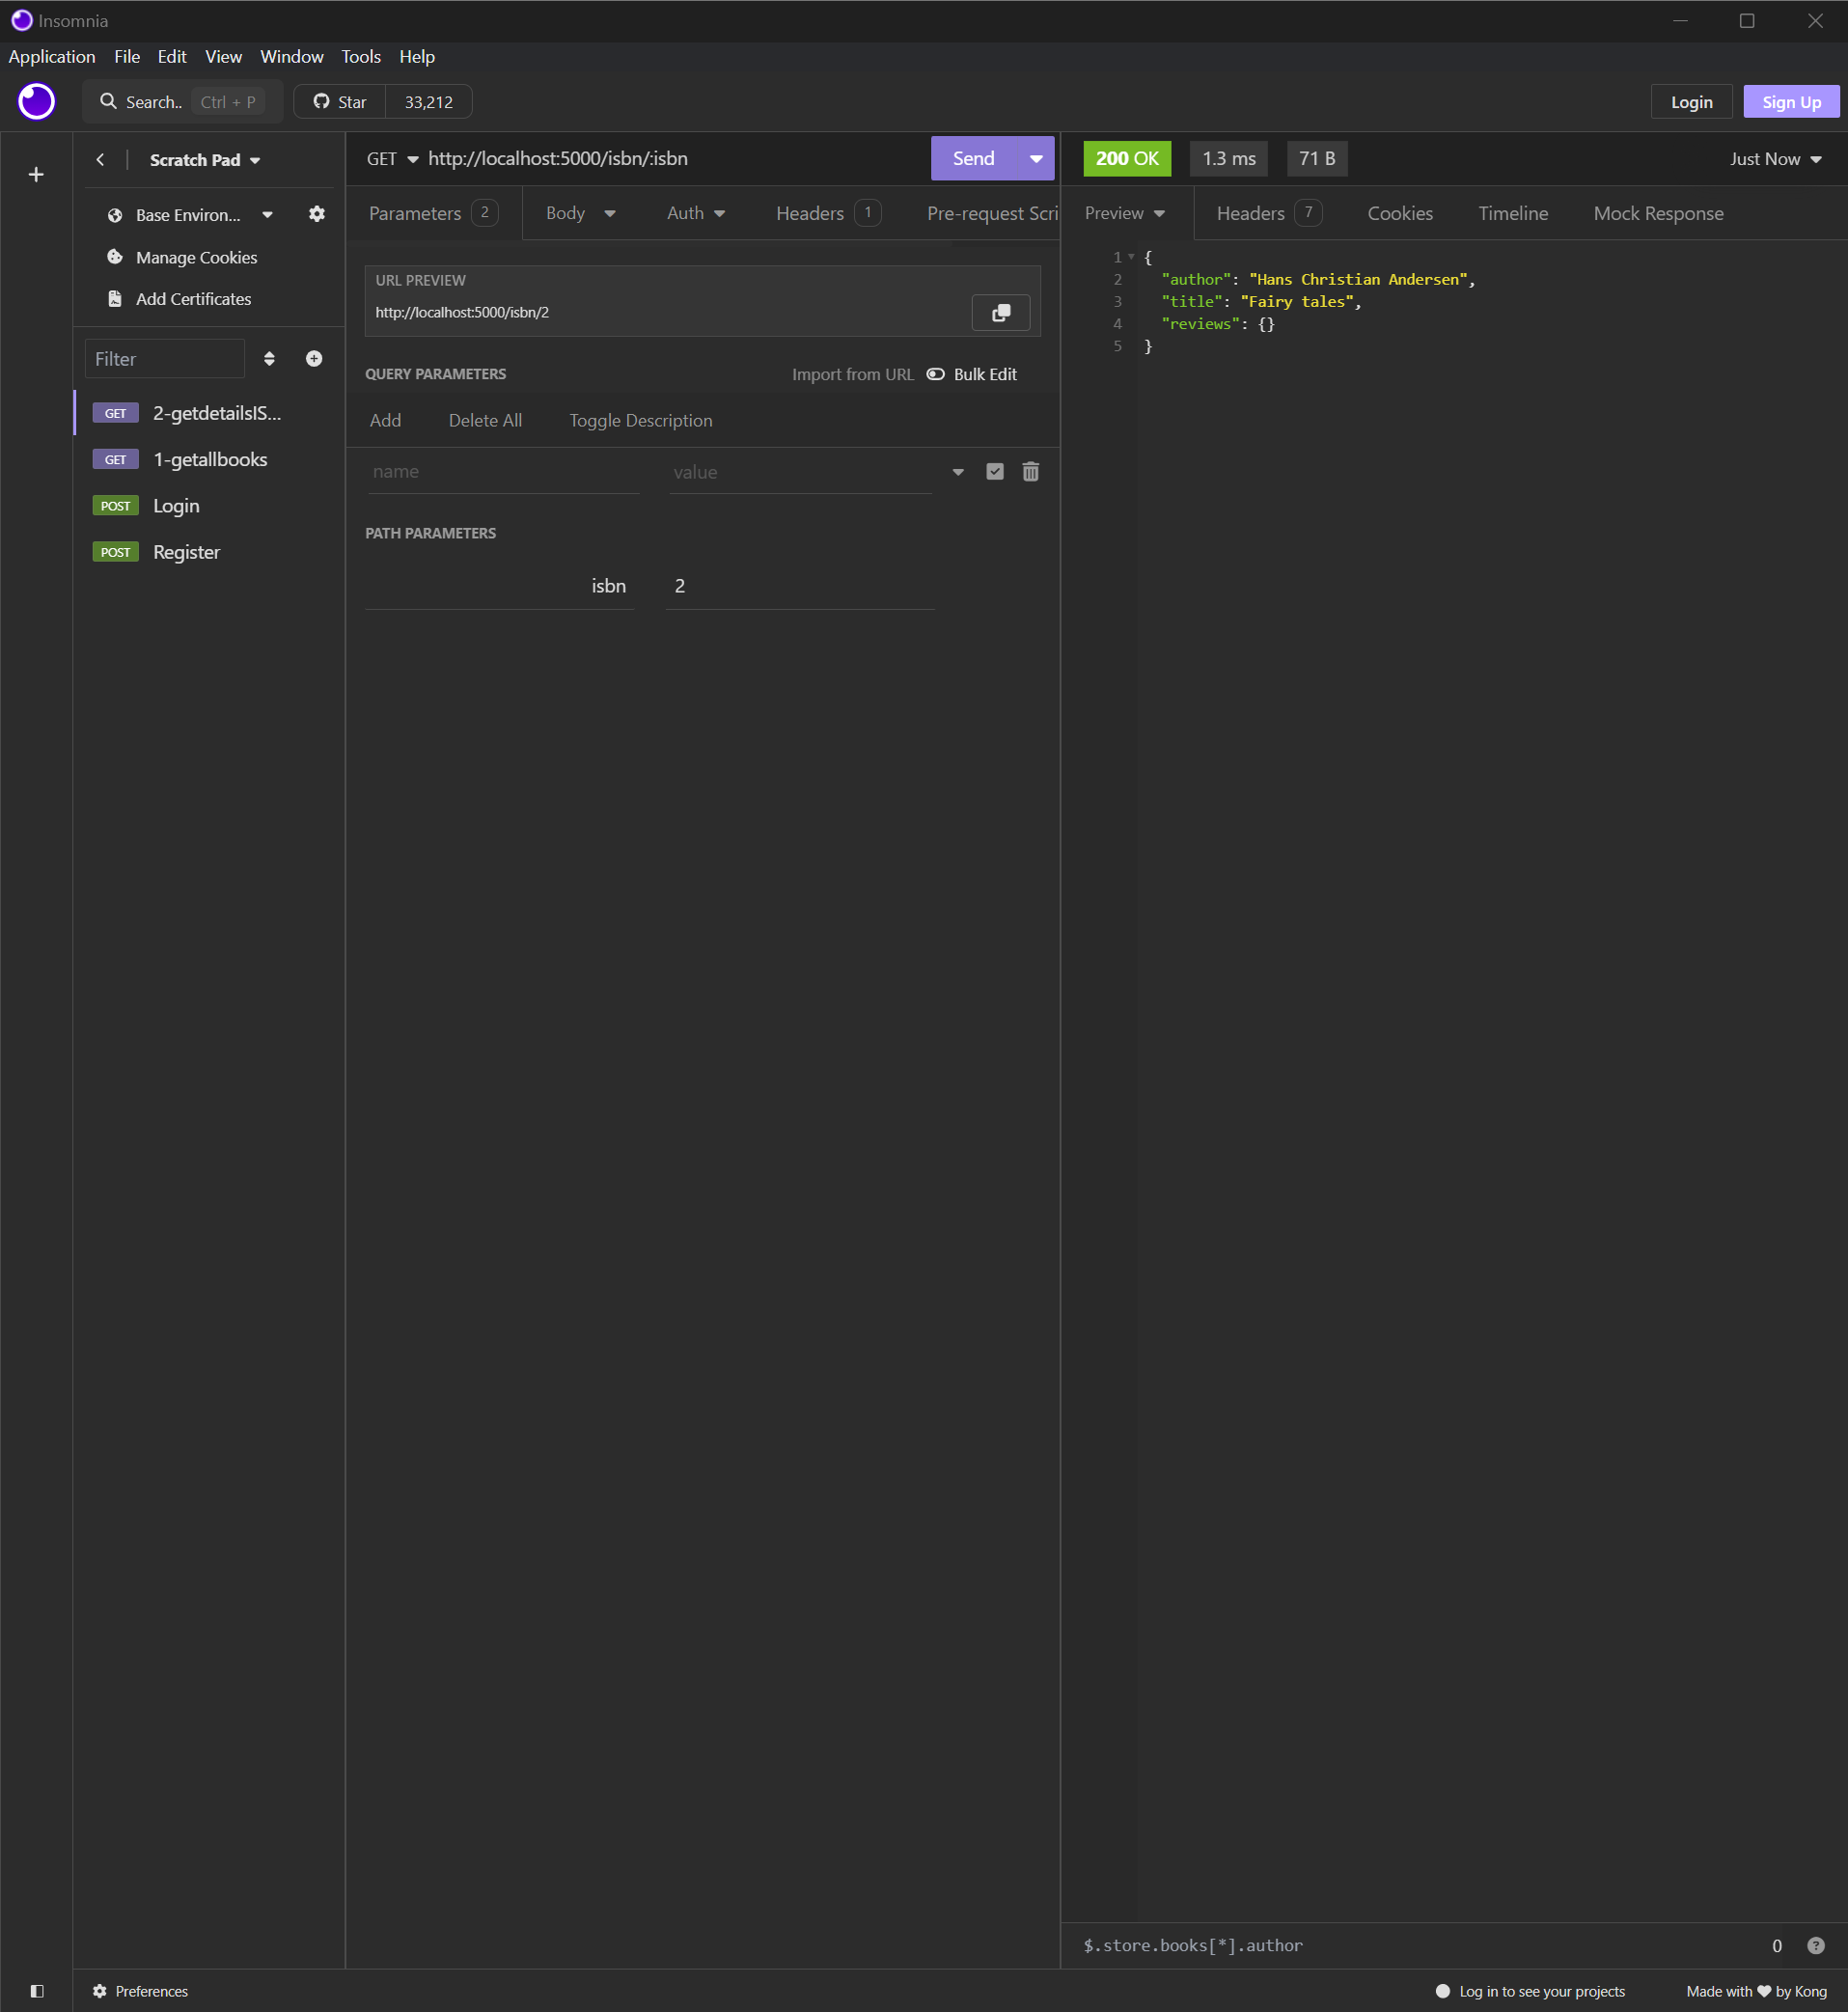 Insomnia
Application File Edit View Window Tools Help
Search.. Ctrl + P Star 33,212 Login Sign Up
Scratch Pad
Base Environ...
Manage Cookies
Add Certificates
Filter
GET 2-getdetailsIS...
GET 1-getallbooks
POST Login
POST Register
GET http://localhost:5000/isbn/:isbn Send
Parameters 2 Body Auth Headers 1 Pre-request Scri
URL PREVIEW
http://localhost:5000/isbn/2
QUERY PARAMETERS Import from URL Bulk Edit
Add Delete All Toggle Description
name value
PATH PARAMETERS
isbn 2
200 OK 1.3 ms 71 B Just Now
Preview Headers 7 Cookies Timeline Mock Response
1 {
2 "author": "Hans Christian Andersen",
3 "title": "Fairy tales",
4 "reviews": {}
5 }
$.store.books[*].author 0 ?
Preferences Log in to see your projects Made with ❤ by Kong